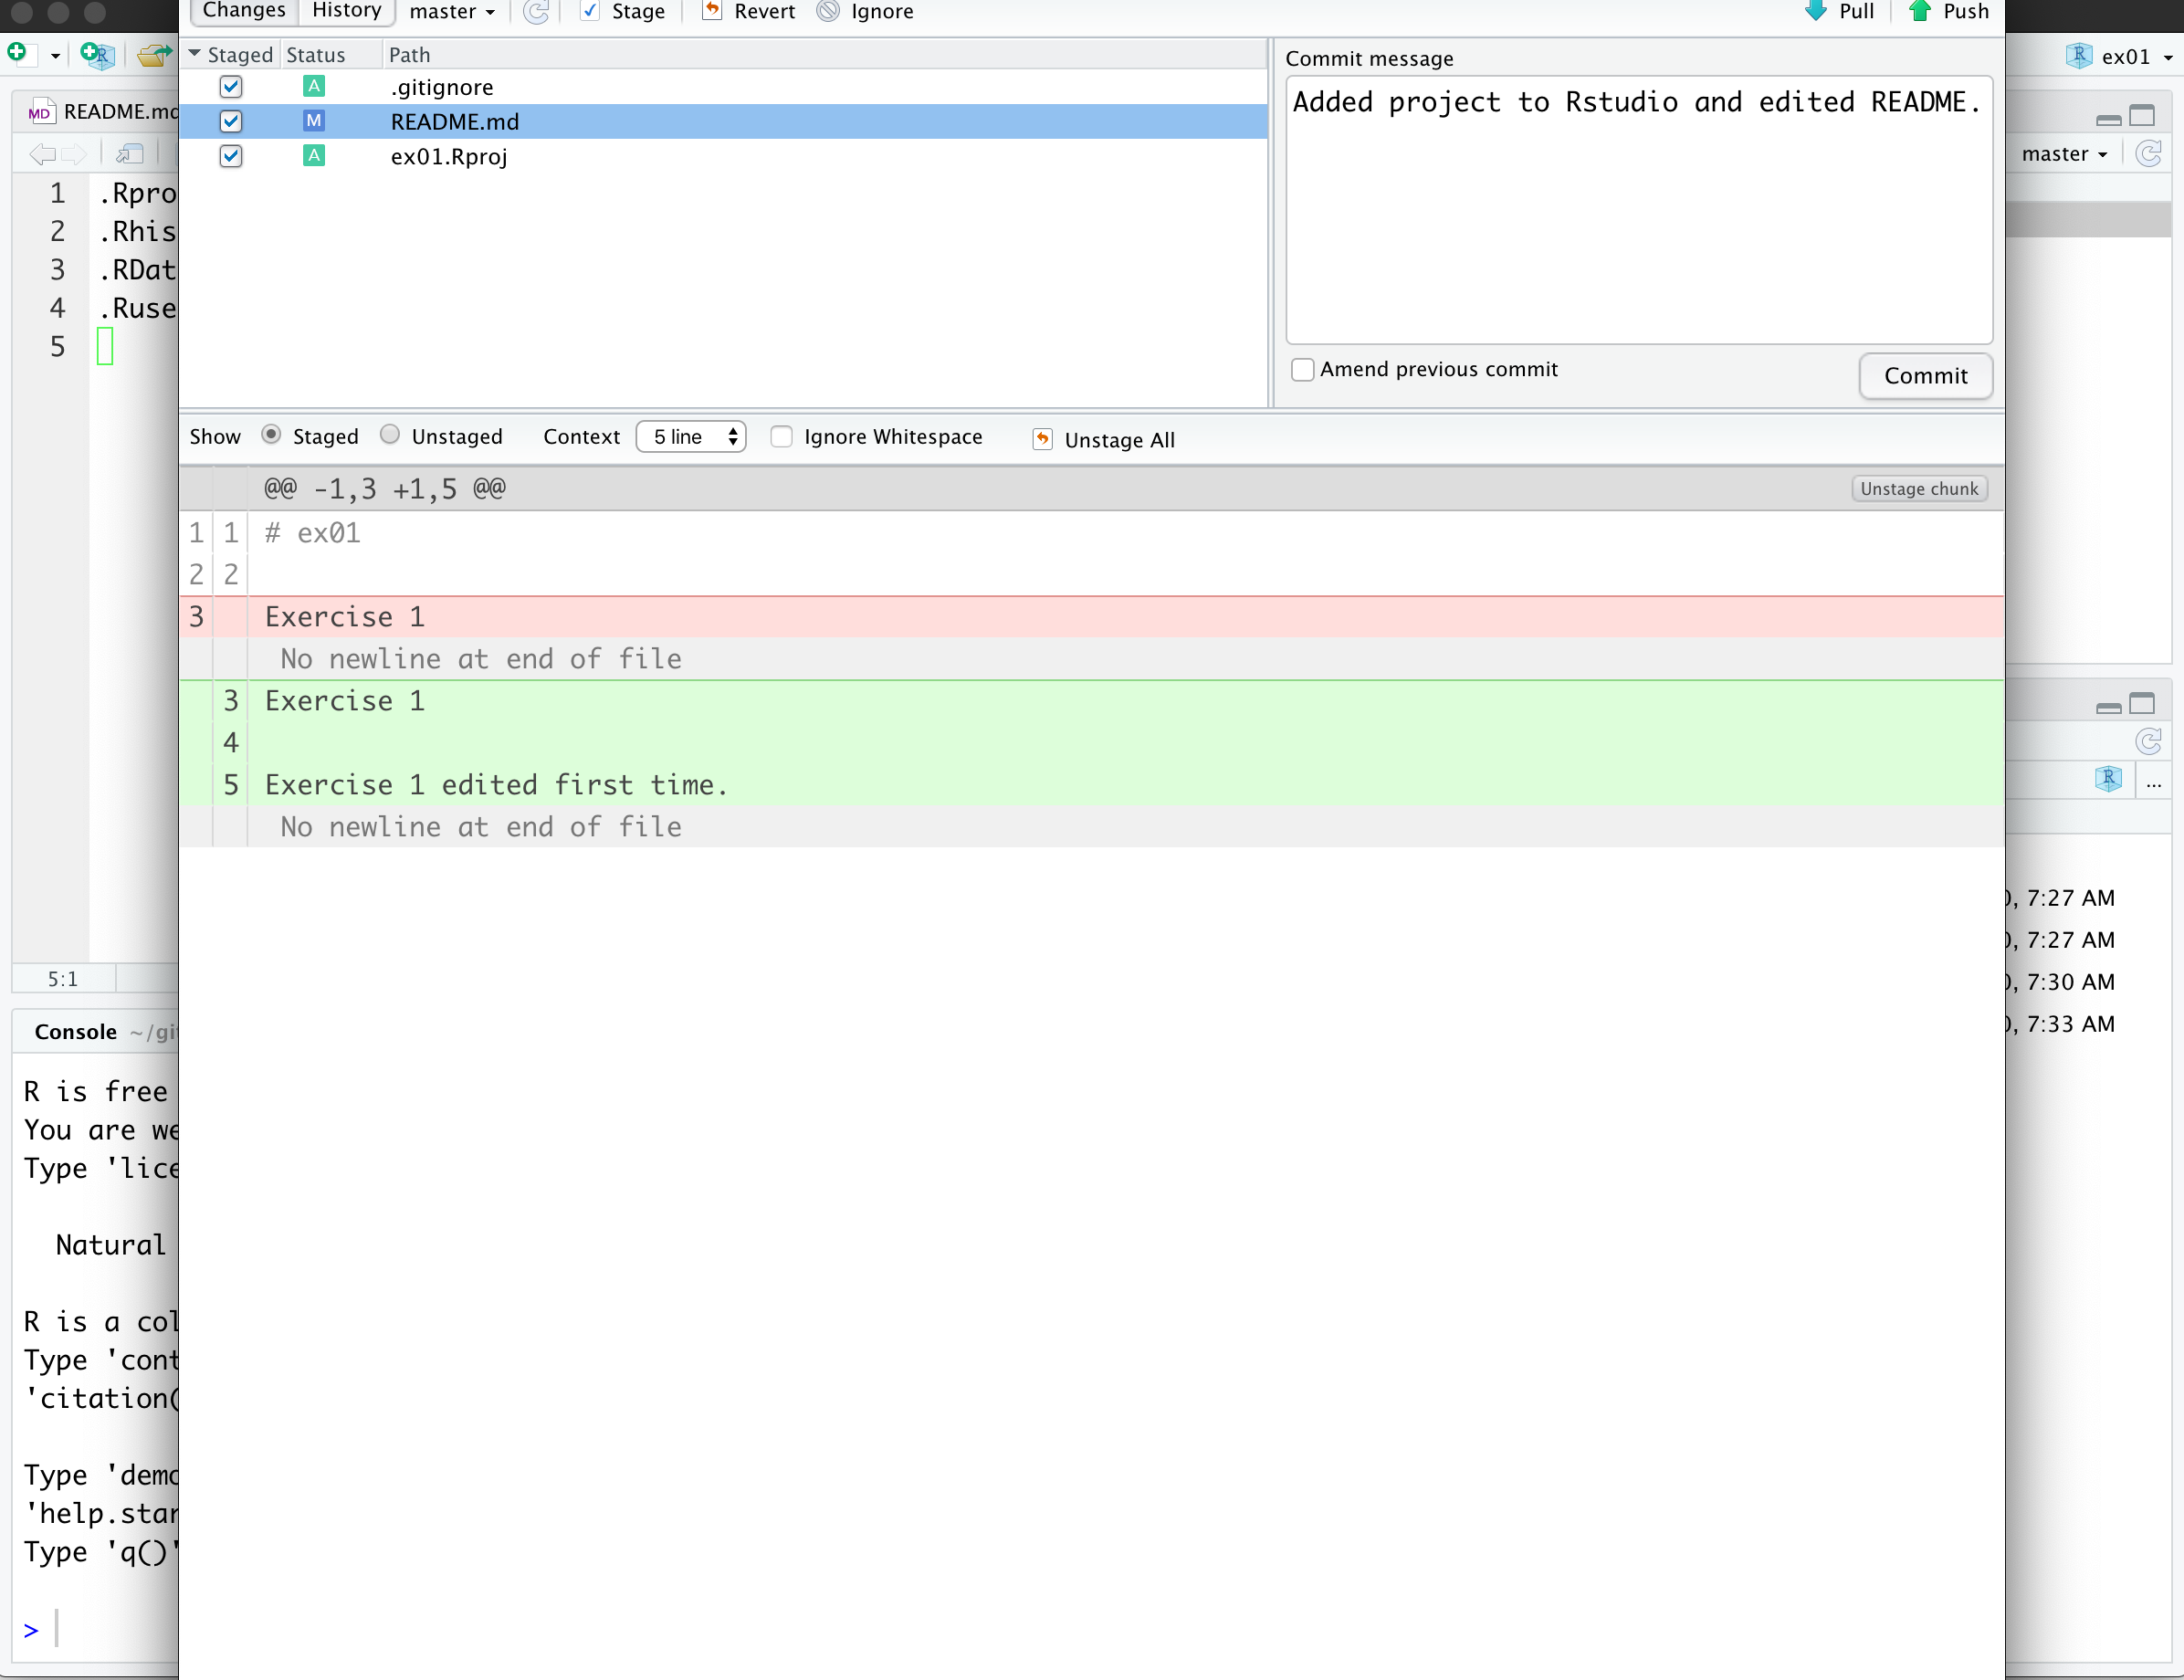 Changes History master Stage Revert Ignore Pull Push
Staged Status Path
A .gitignore
M README.md
A ex01.Rproj
Commit message
Added project to Rstudio and edited README.
Amend previous commit
Commit
Show Staged Unstaged Context 5 line Ignore Whitespace Unstage All
@@ -1,3 +1,5 @@ Unstage chunk
1 1 # ex01
2 2
3 Exercise 1
No newline at end of file
3 Exercise 1
4
5 Exercise 1 edited first time.
No newline at end of file
R
MD README.md
1 .Rpro
2 .Rhis
3 .RDat
4 .Ruse
5
5:1
Console ~/gi
R is free
You are we
Type 'lice
Natural
R is a col
Type 'cont
'citation(
Type 'demo
'help.star
Type 'q()'
>
R ex01
master
R ...
0, 7:27 AM
0, 7:27 AM
0, 7:30 AM
0, 7:33 AM